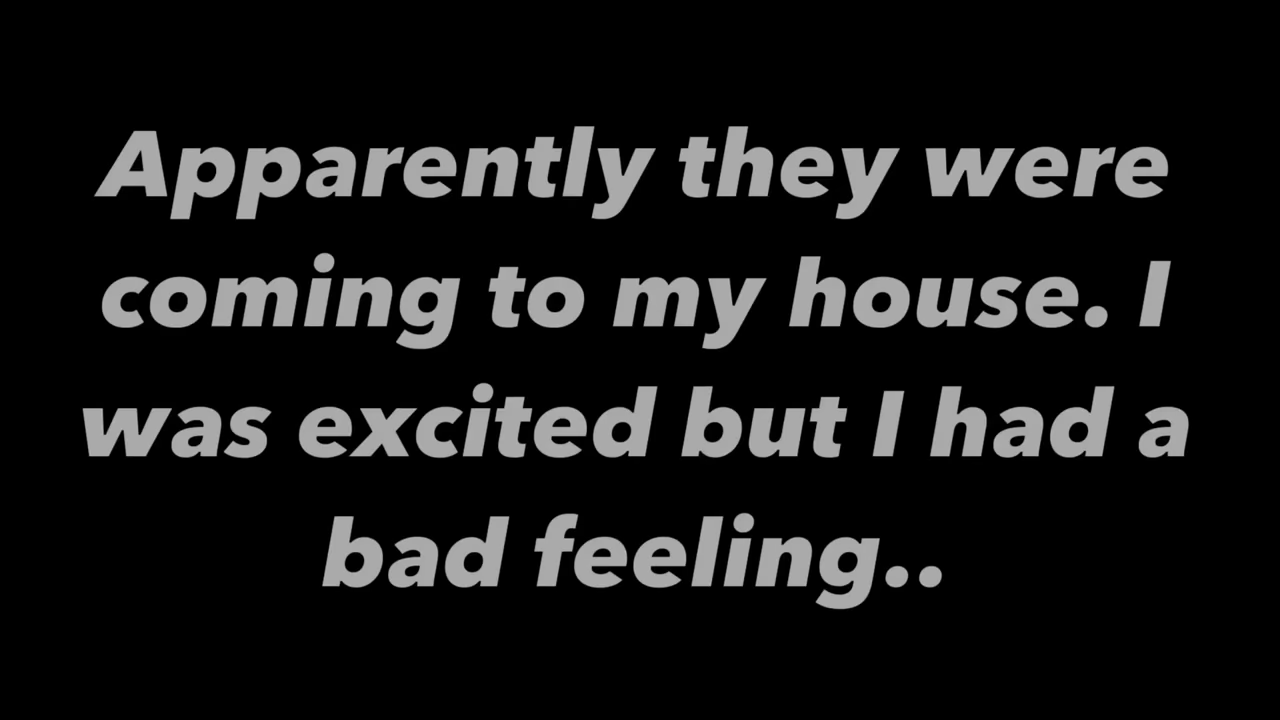 Apparently they were
coming to my house. I
was excited but I had a
bad feeling..